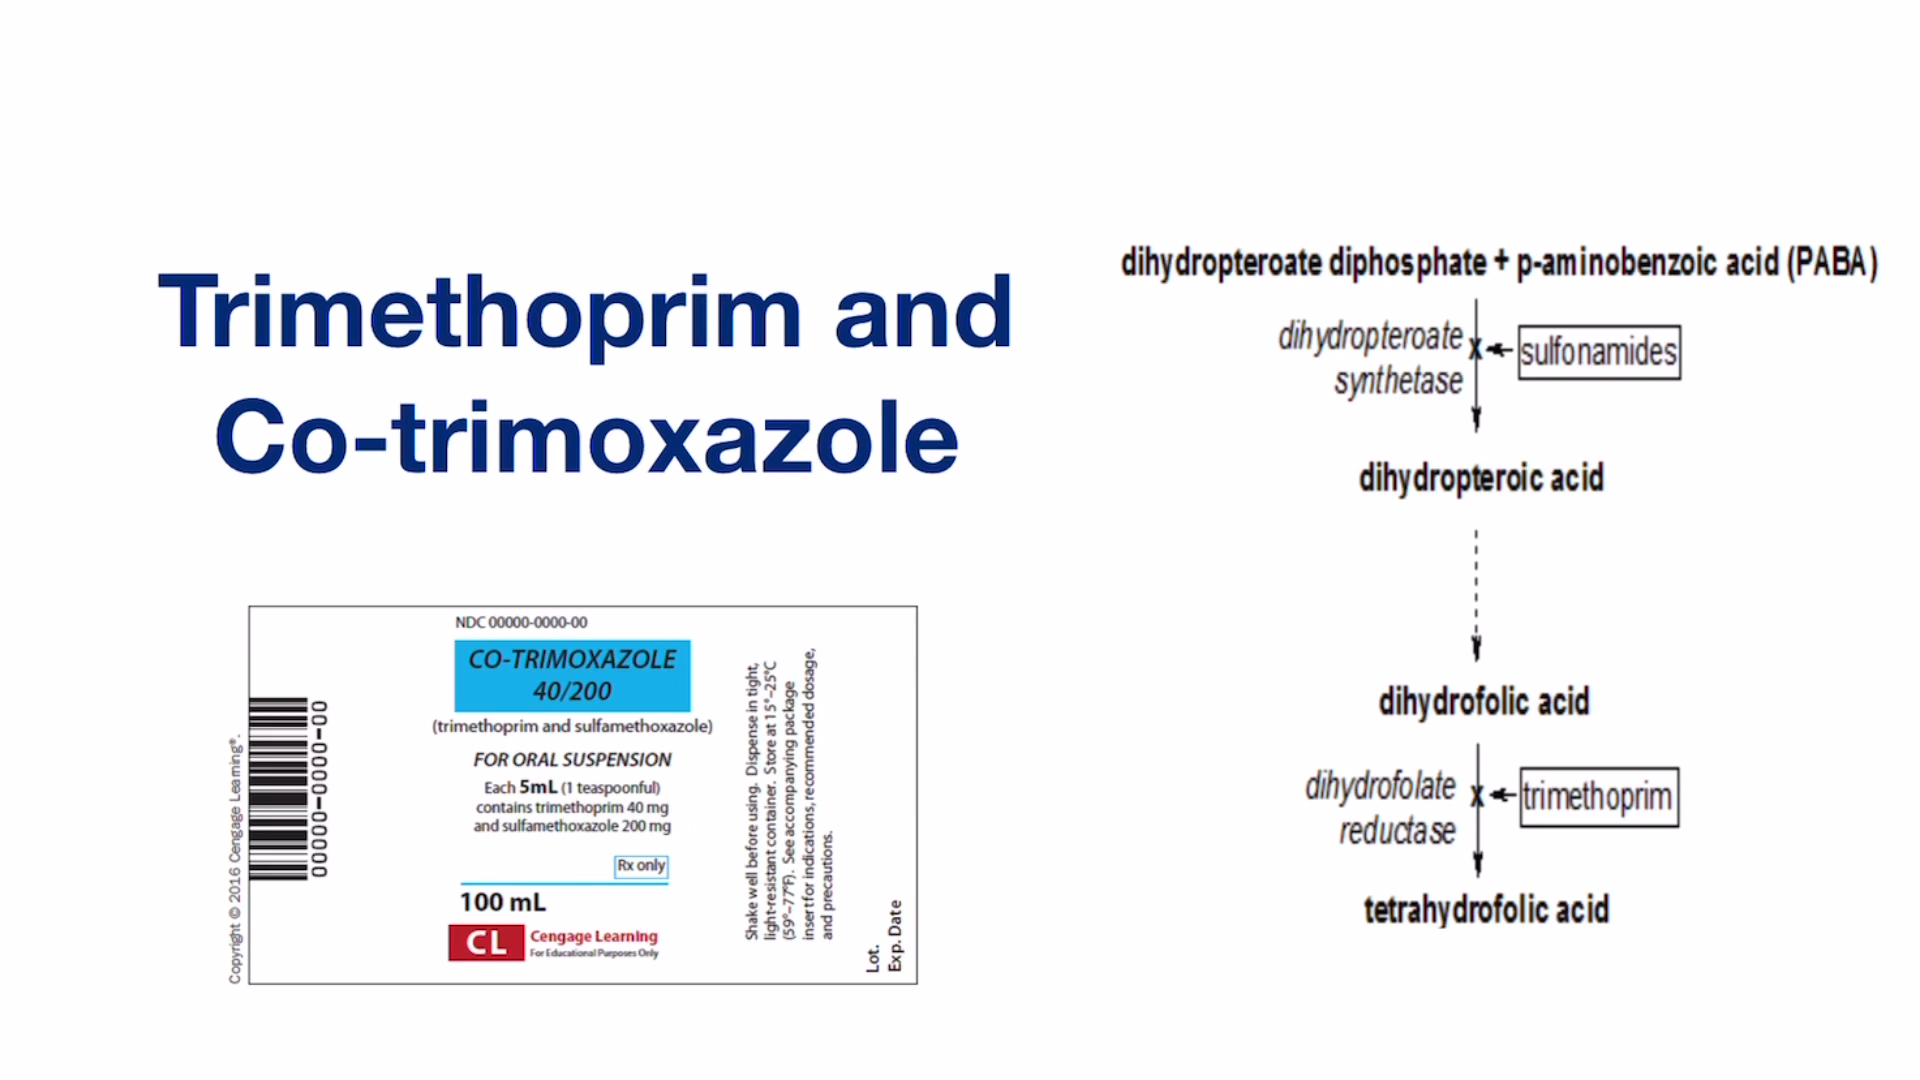 Trimethoprim and
Co-trimoxazole
NDC 00000-0000-00
CO-TRIMOXAZOLE
40/200
(trimethoprim and sulfamethoxazole)
FOR ORAL SUSPENSION
Each 5mL (1 teaspoonful)
contains trimethoprim 40 mg
and sulfamethoxazole 200 mg
Rx only
100 mL
CL
Cengage Learning
For Educational Purposes Only
00000-0000-00
Copyright © 2016 Cengage Learning®.
Shake well before using. Dispense in tight,
light-resistant container. Store at 15°–25°C
(59°–77°F). See accompanying package
insert for indications, recommended dosage,
and precautions.
Lot.
Exp. Date
dihydropteroate diphosphate + p-aminobenzoic acid (PABA)
dihydropteroate
synthetase
sulfonamides
x
dihydropteroic acid
dihydrofolic acid
dihydrofolate
reductase
x
trimethoprim
tetrahydrofolic acid